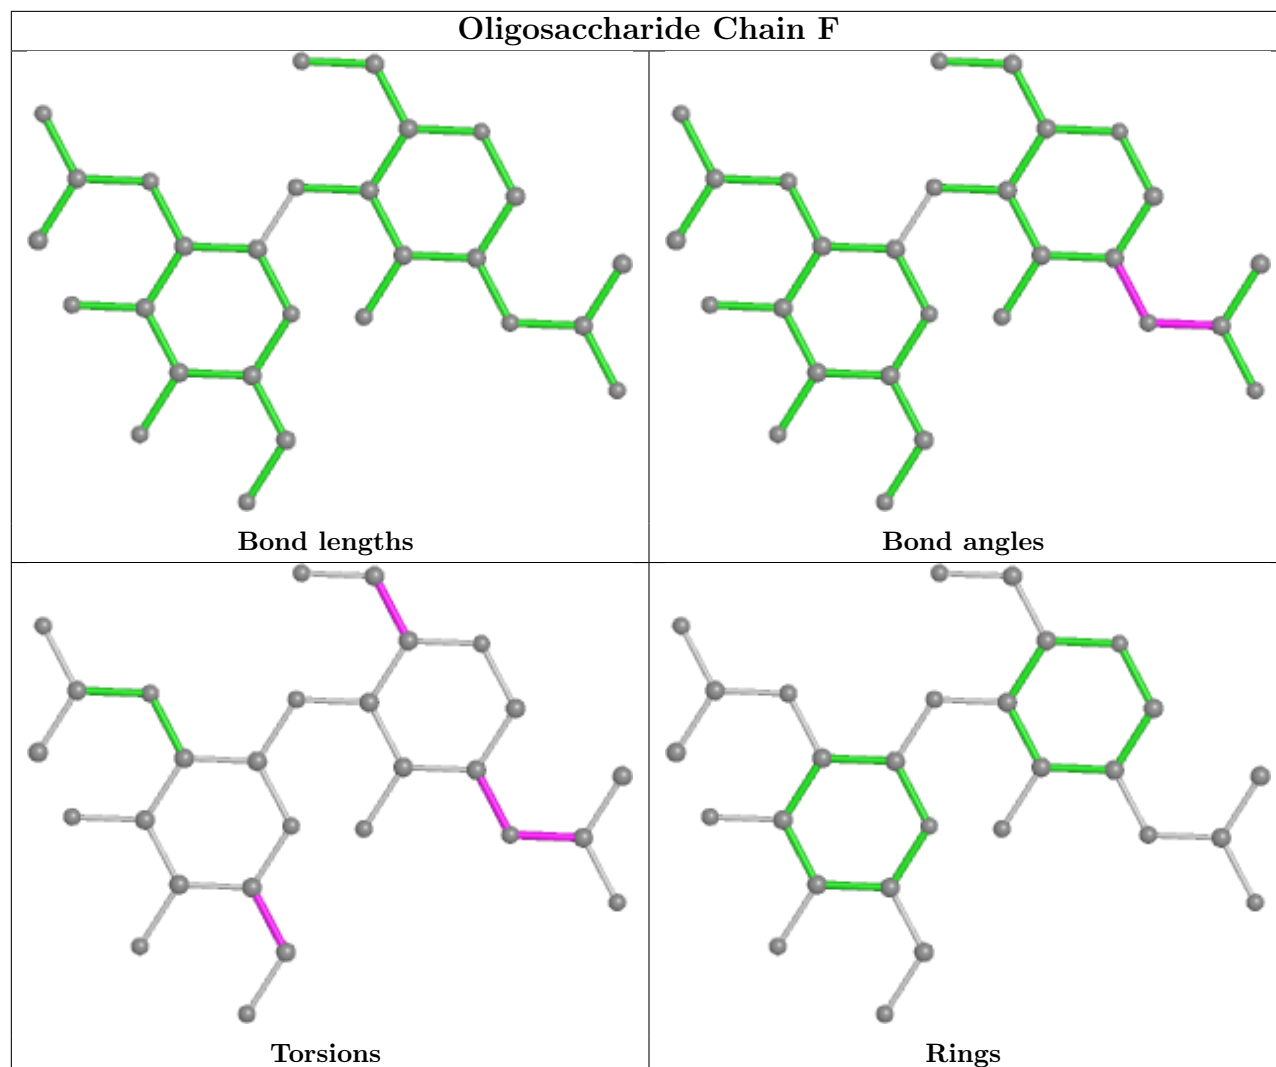 Oligosaccharide Chain F
Bond lengths
Bond angles
Torsions
Rings